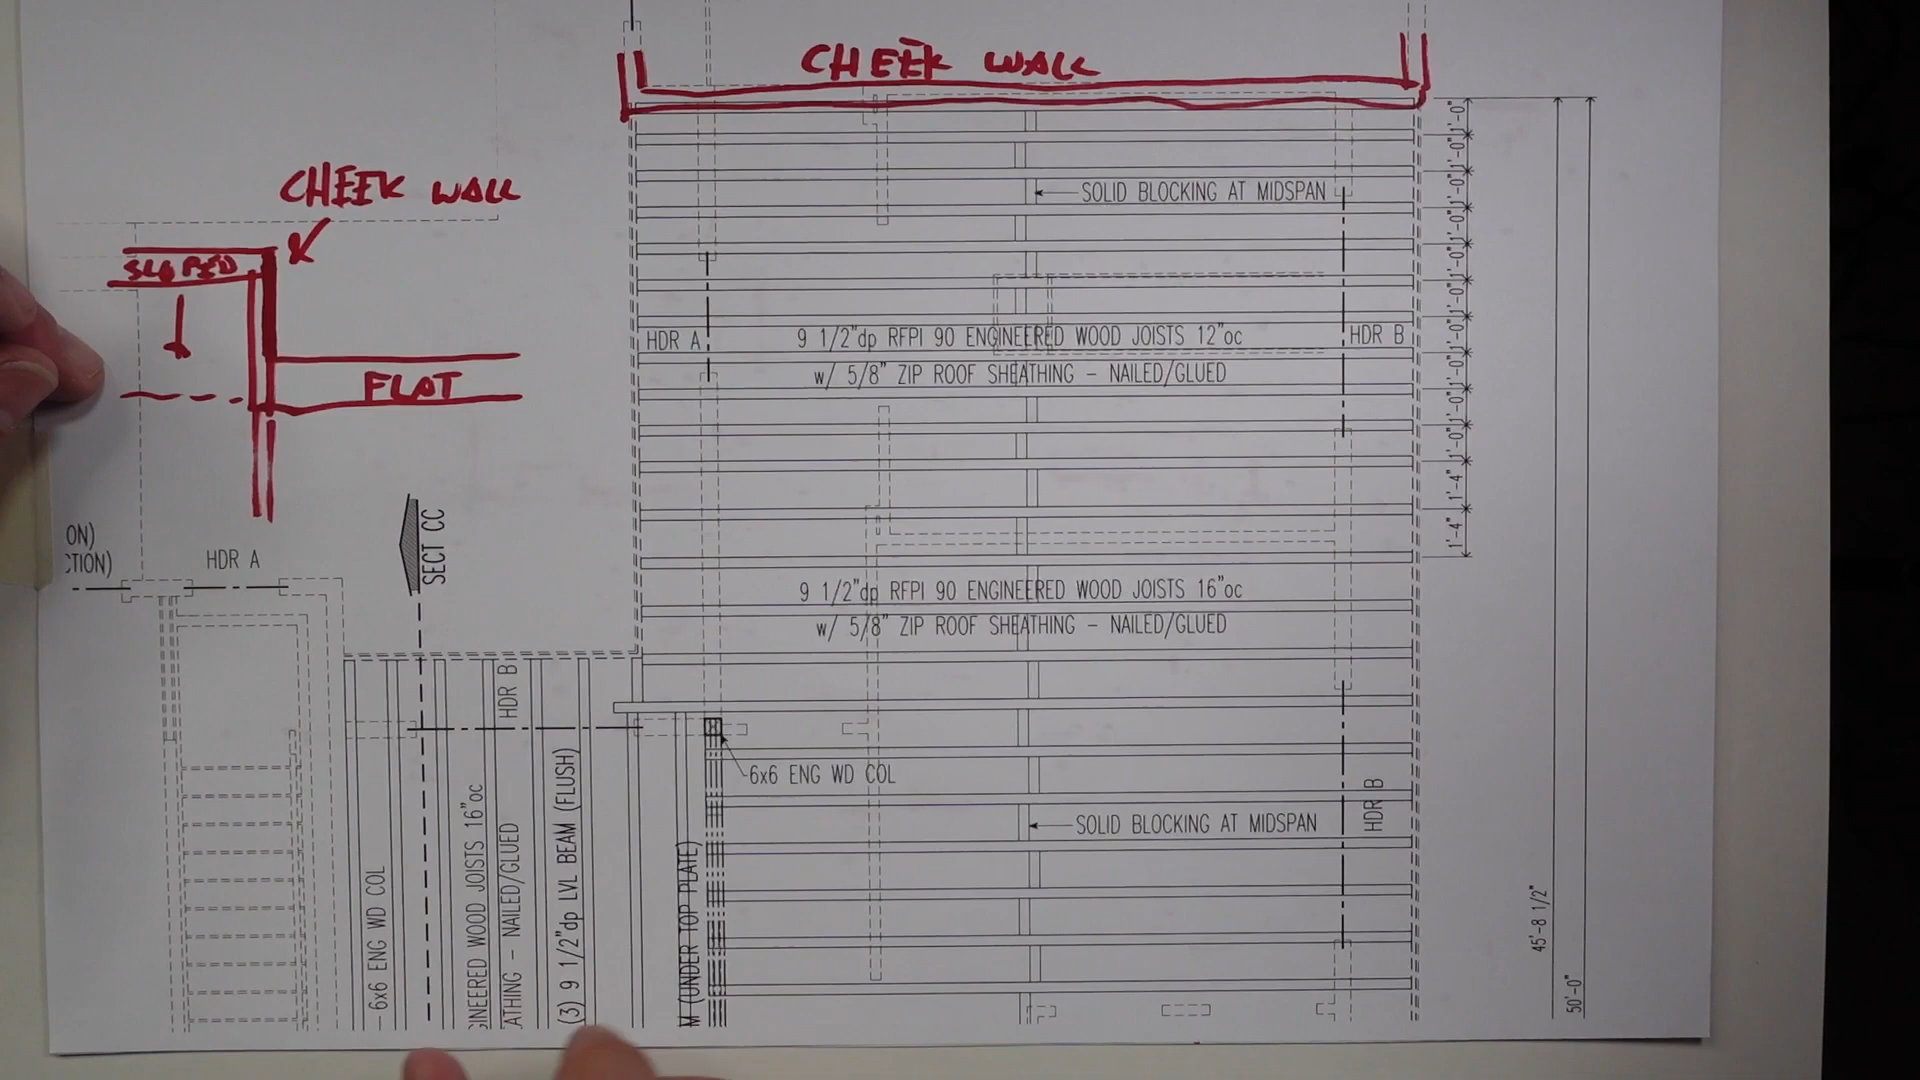 CHEEK WALL
CHEEK WALL
SLOPED
FLAT
SOLID BLOCKING AT MIDSPAN
HDR A
9 1/2"dp RFPI 90 ENGINEERED WOOD JOISTS 12"oc
HDR B
w/ 5/8" ZIP ROOF SHEATHING - NAILED/GLUED
1'-0"
1'-0"
1'-0"
1'-0"
1'-0"
1'-0"
1'-0"
1'-0"
1'-0"
1'-0"
1'-4"
1'-4"
ON)
CTION)
HDR A
SECT CC
9 1/2"dp RFPI 90 ENGINEERED WOOD JOISTS 16"oc
w/ 5/8" ZIP ROOF SHEATHING - NAILED/GLUED
HDR B
6x6 ENG WD COL
SOLID BLOCKING AT MIDSPAN
HDR B
6x6 ENG WD COL
GINEERED WOOD JOISTS 16"oc
ATHING - NAILED/GLUED
(3) 9 1/2"dp LVL BEAM (FLUSH)
M (UNDER TOP PLATE)
45'-8 1/2"
50'-0"